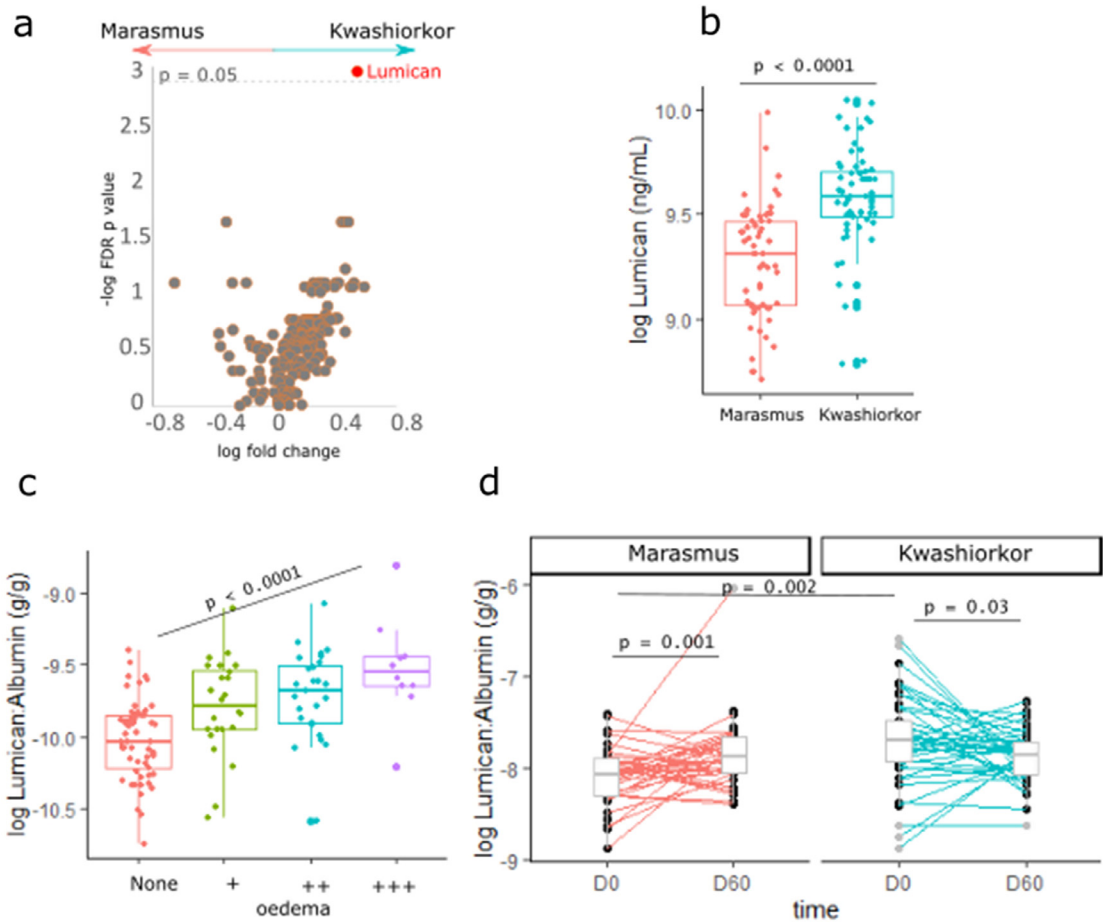 a
Marasmus Kwashiorkor
Lumican
p = 0.05
3
2.5
2
1.5
1
0.5
0
-log FDR p value
-0.8 -0.4 0 0.4 0.8
log fold change
b
p < 0.0001
10.0
9.5
9.0
log Lumican (ng/mL)
Marasmus Kwashiorkor
c
p < 0.0001
-9.0
-9.5
-10.0
-10.5
log Lumican:Albumin (g/g)
None + ++ +++
oedema
d
Marasmus Kwashiorkor
p = 0.002
p = 0.001
p = 0.03
-6
-7
-8
-9
log Lumican:Albumin (g/g)
D0 D60 D0 D60
time